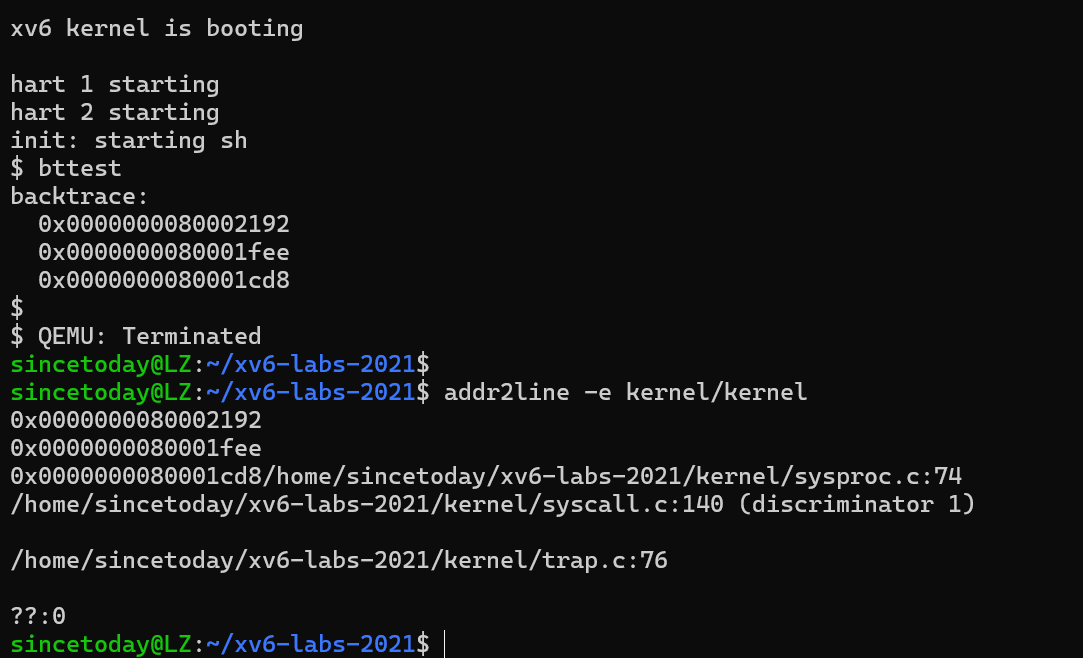 xv6 kernel is booting
hart 1 starting
hart 2 starting
init: starting sh
$ bttest
backtrace:
0x0000000080002192
0x0000000080001fee
0x0000000080001cd8
$
$ QEMU: Terminated
sincetoday@LZ:~/xv6-labs-2021$
sincetoday@LZ:~/xv6-labs-2021$ addr2line -e kernel/kernel
0x0000000080002192
0x0000000080001fee
0x0000000080001cd8/home/sincetoday/xv6-labs-2021/kernel/sysproc.c:74
/home/sincetoday/xv6-labs-2021/kernel/syscall.c:140 (discriminator 1)
/home/sincetoday/xv6-labs-2021/kernel/trap.c:76
??:0
sincetoday@LZ:~/xv6-labs-2021$